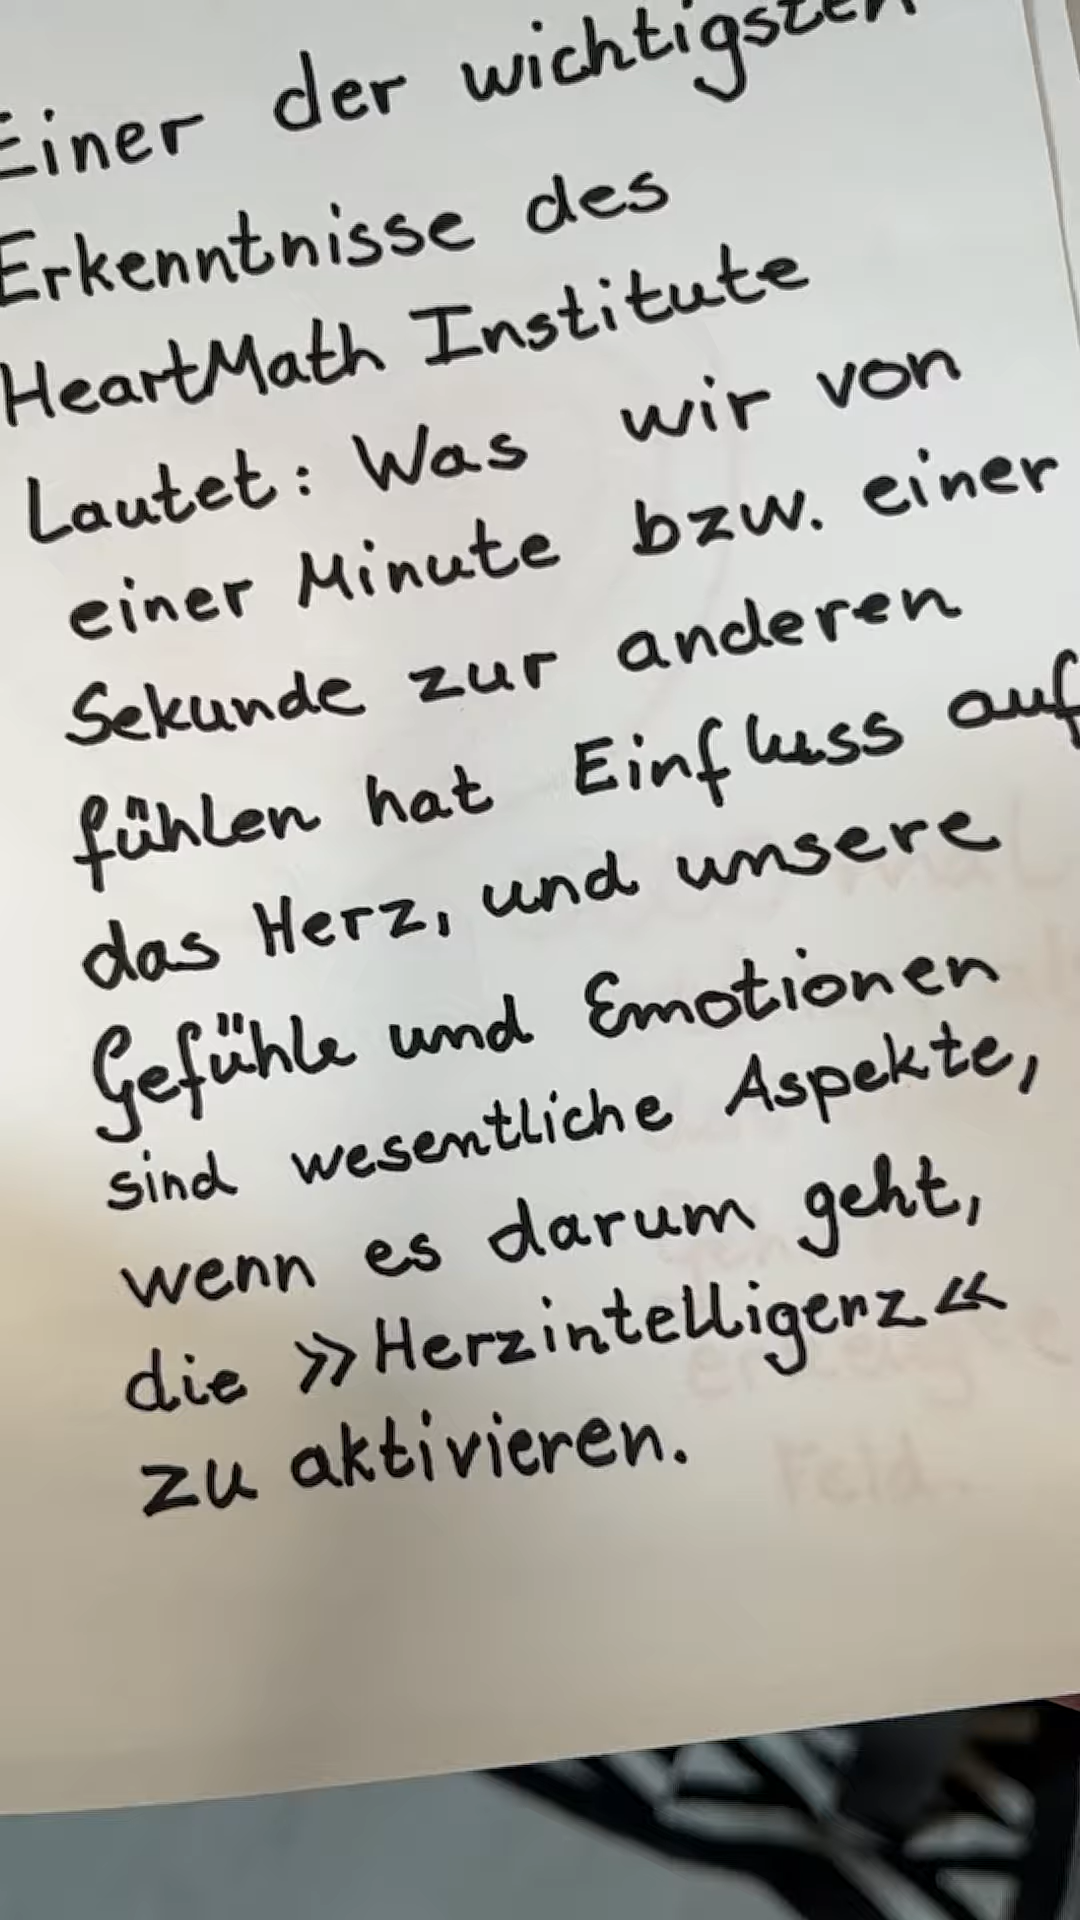 Einer der wichtigsten
Erkenntnisse des
HeartMath Institute
Lautet: Was wir von
einer Minute bzw. einer
Sekunde zur anderen
fühlen hat Einfluss auf
das Herz, und unsere
Gefühle und Emotionen
sind wesentliche Aspekte,
wenn es darum geht,
die »Herzintelligenz«
zu aktivieren.
Feld.